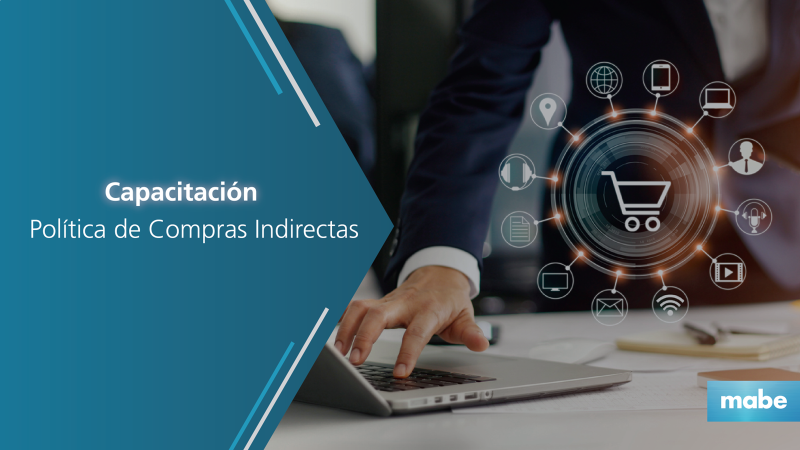 Capacitación
Política de Compras Indirectas
mabe